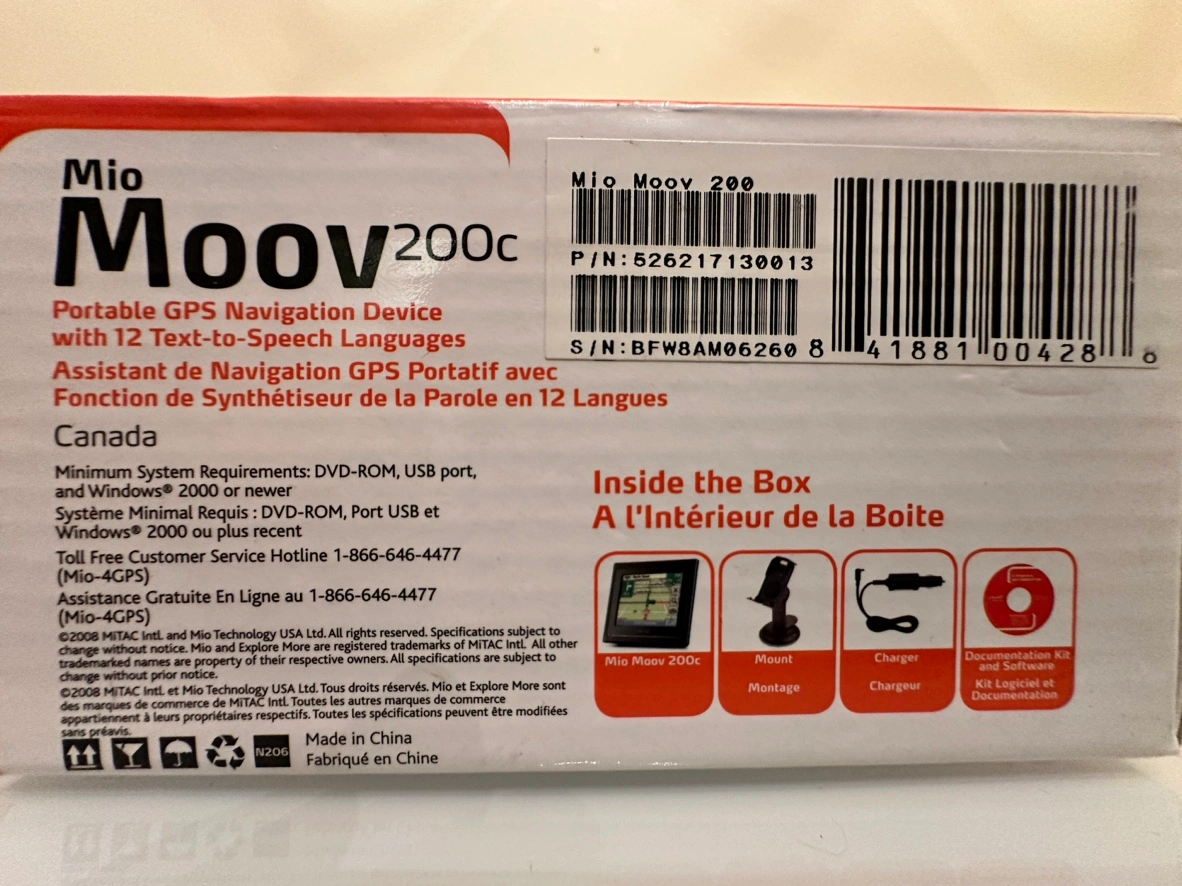 Mio
Moov 200c
Portable GPS Navigation Device
with 12 Text-to-Speech Languages
Assistant de Navigation GPS Portatif avec
Fonction de Synthétiseur de la Parole en 12 Langues
Canada
Minimum System Requirements: DVD-ROM, USB port,
and Windows® 2000 or newer
Système Minimal Requis : DVD-ROM, Port USB et
Windows® 2000 ou plus recent
Toll Free Customer Service Hotline 1-866-646-4477
(Mio-4GPS)
Assistance Gratuite En Ligne au 1-866-646-4477
(Mio-4GPS)
©2008 MiTAC Intl. and Mio Technology USA Ltd. All rights reserved. Specifications subject to
change without notice. Mio and Explore More are registered trademarks of MiTAC Intl. All other
trademarked names are property of their respective owners. All specifications are subject to
change without prior notice.
©2008 MiTAC Intl. et Mio Technology USA Ltd. Tous droits réservés. Mio et Explore More sont
des marques de commerce de MiTAC Intl. Toutes les autres marques de commerce
appartiennent à leurs propriétaires respectifs. Toutes les spécifications peuvent être modifiées
sans préavis.
N206
Made in China
Fabriqué en Chine
Mio Moov 200
P/N:526217130013
S/N:BFW8AM06260
8 41881 00428 6
Inside the Box
A l'Intérieur de la Boite
Mio Moov 200c
Mount
Montage
Charger
Chargeur
Documentation Kit
and Software
Kit Logiciel et
Documentation